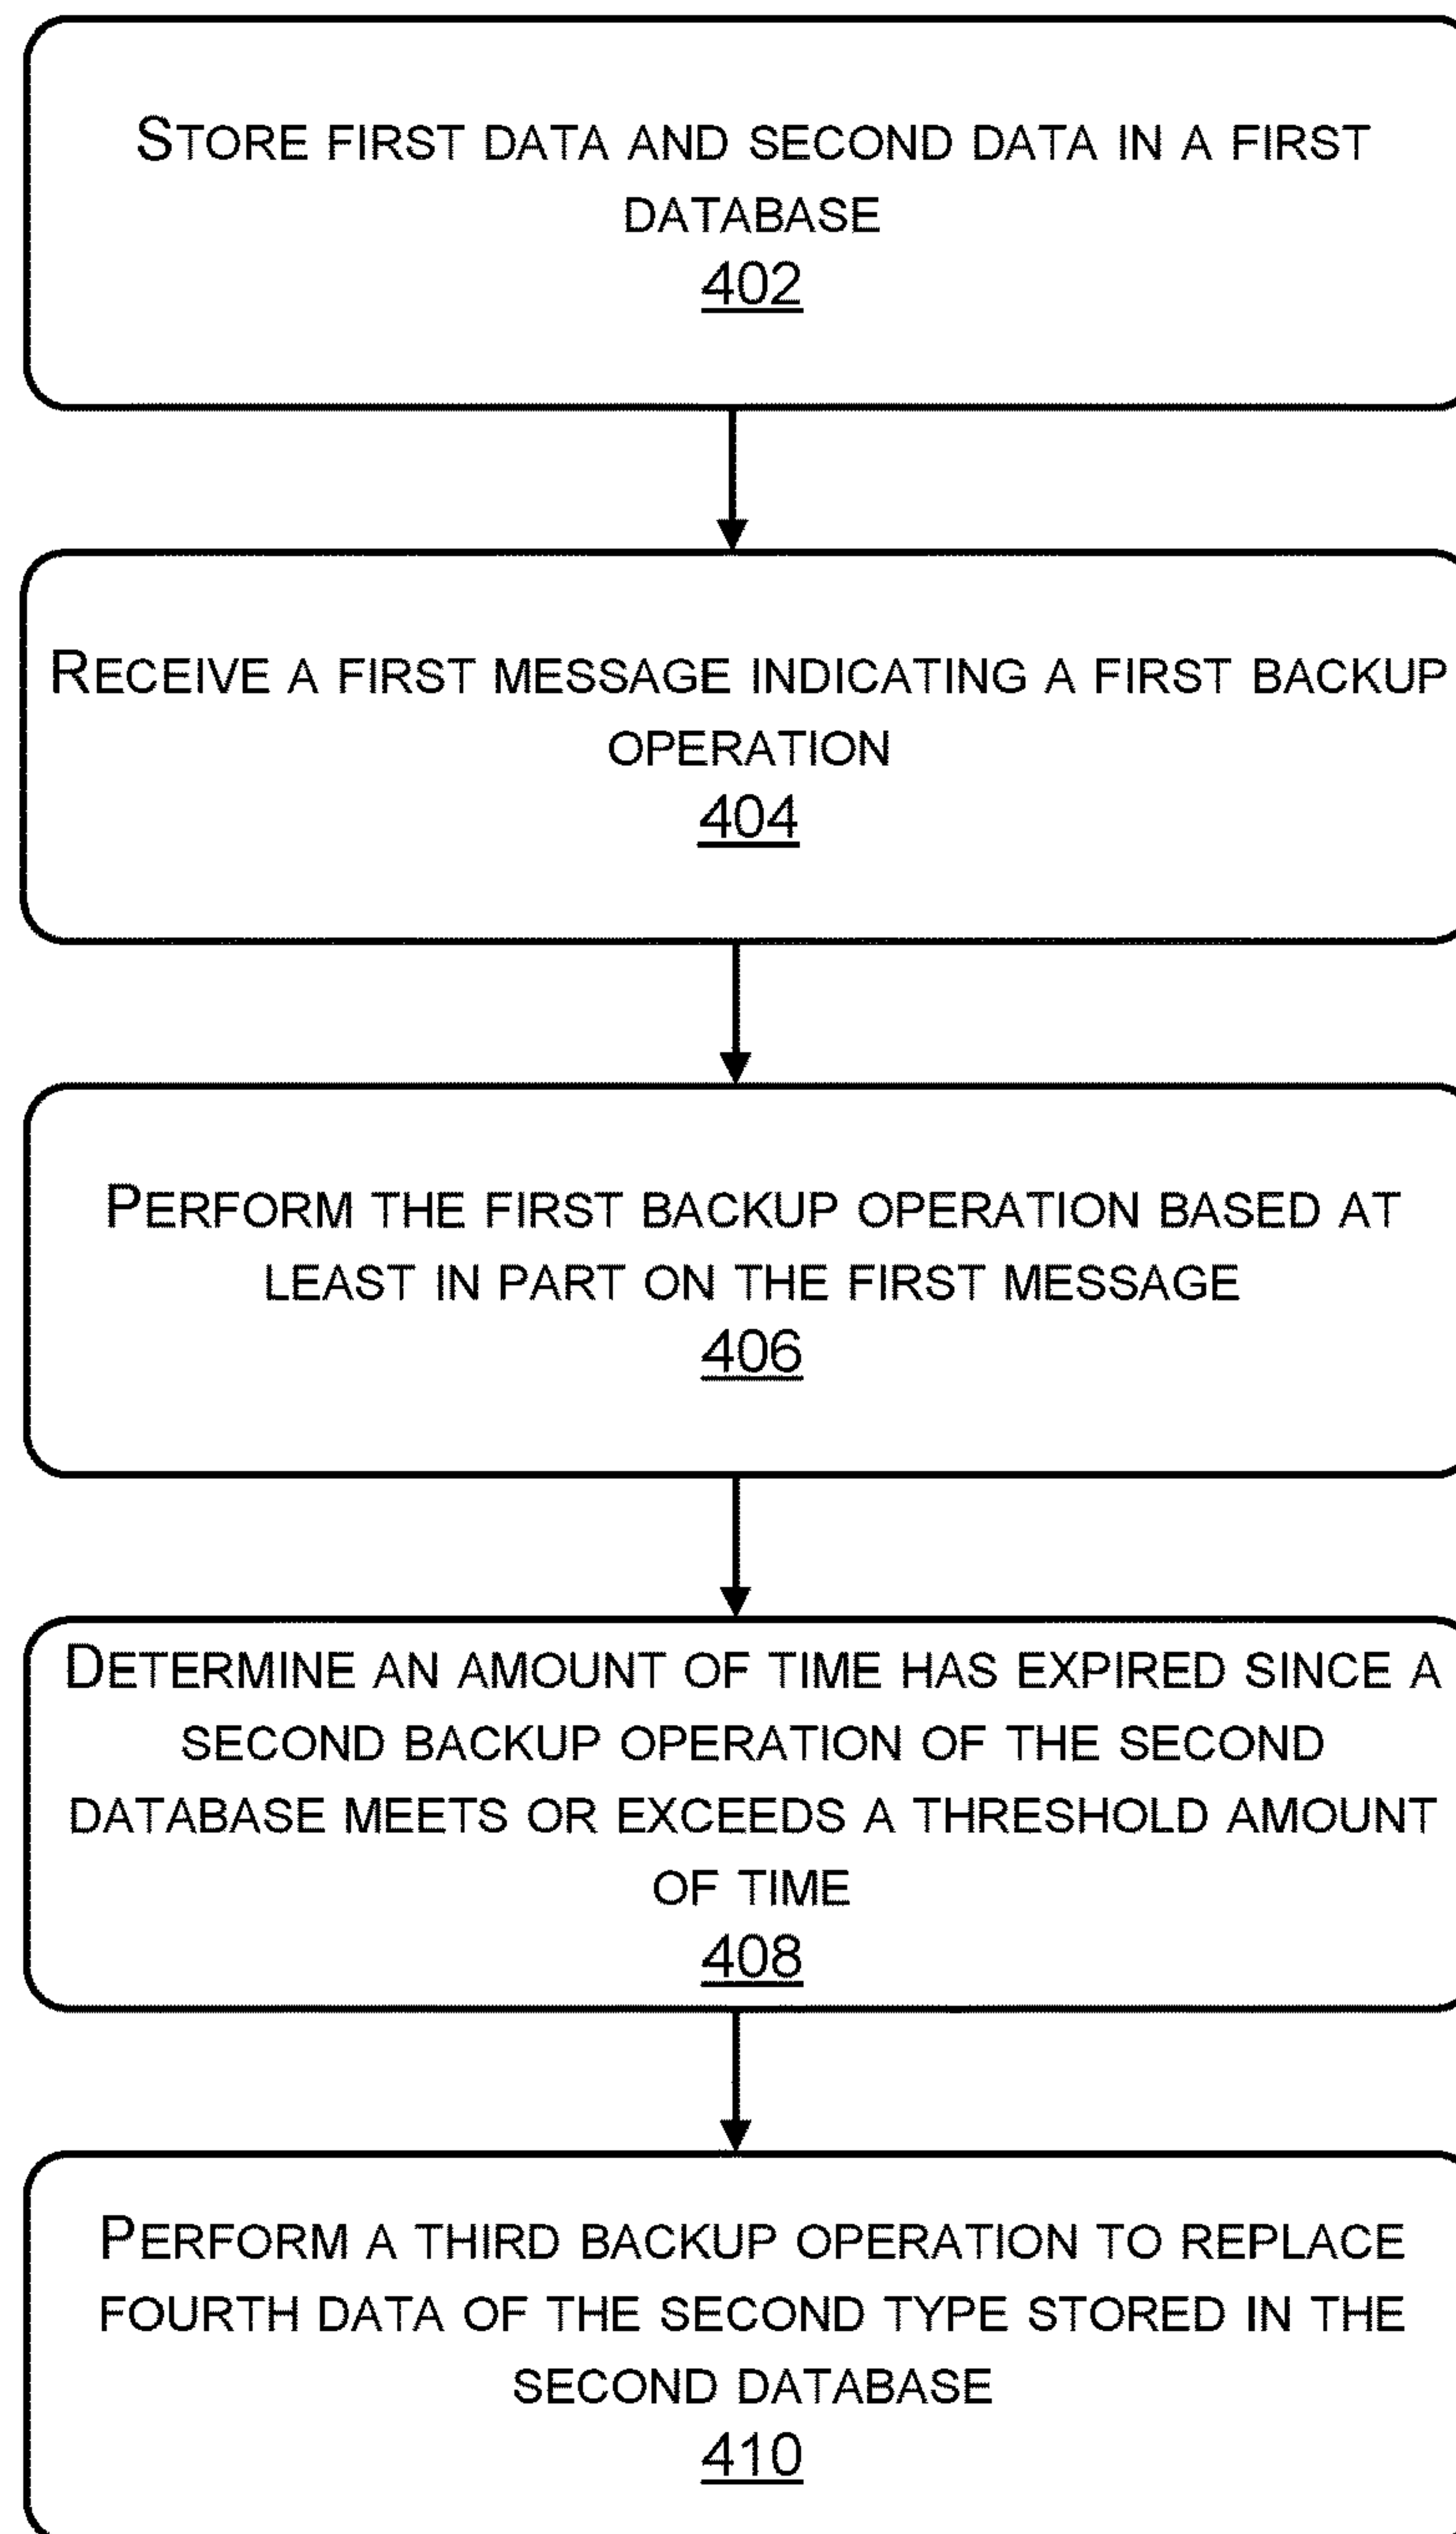 STORE FIRST DATA AND SECOND DATA IN A FIRST
DATABASE
402
RECEIVE A FIRST MESSAGE INDICATING A FIRST BACKUP
OPERATION
404
PERFORM THE FIRST BACKUP OPERATION BASED AT
LEAST IN PART ON THE FIRST MESSAGE
406
DETERMINE AN AMOUNT OF TIME HAS EXPIRED SINCE A
SECOND BACKUP OPERATION OF THE SECOND
DATABASE MEETS OR EXCEEDS A THRESHOLD AMOUNT
OF TIME
408
PERFORM A THIRD BACKUP OPERATION TO REPLACE
FOURTH DATA OF THE SECOND TYPE STORED IN THE
SECOND DATABASE
410